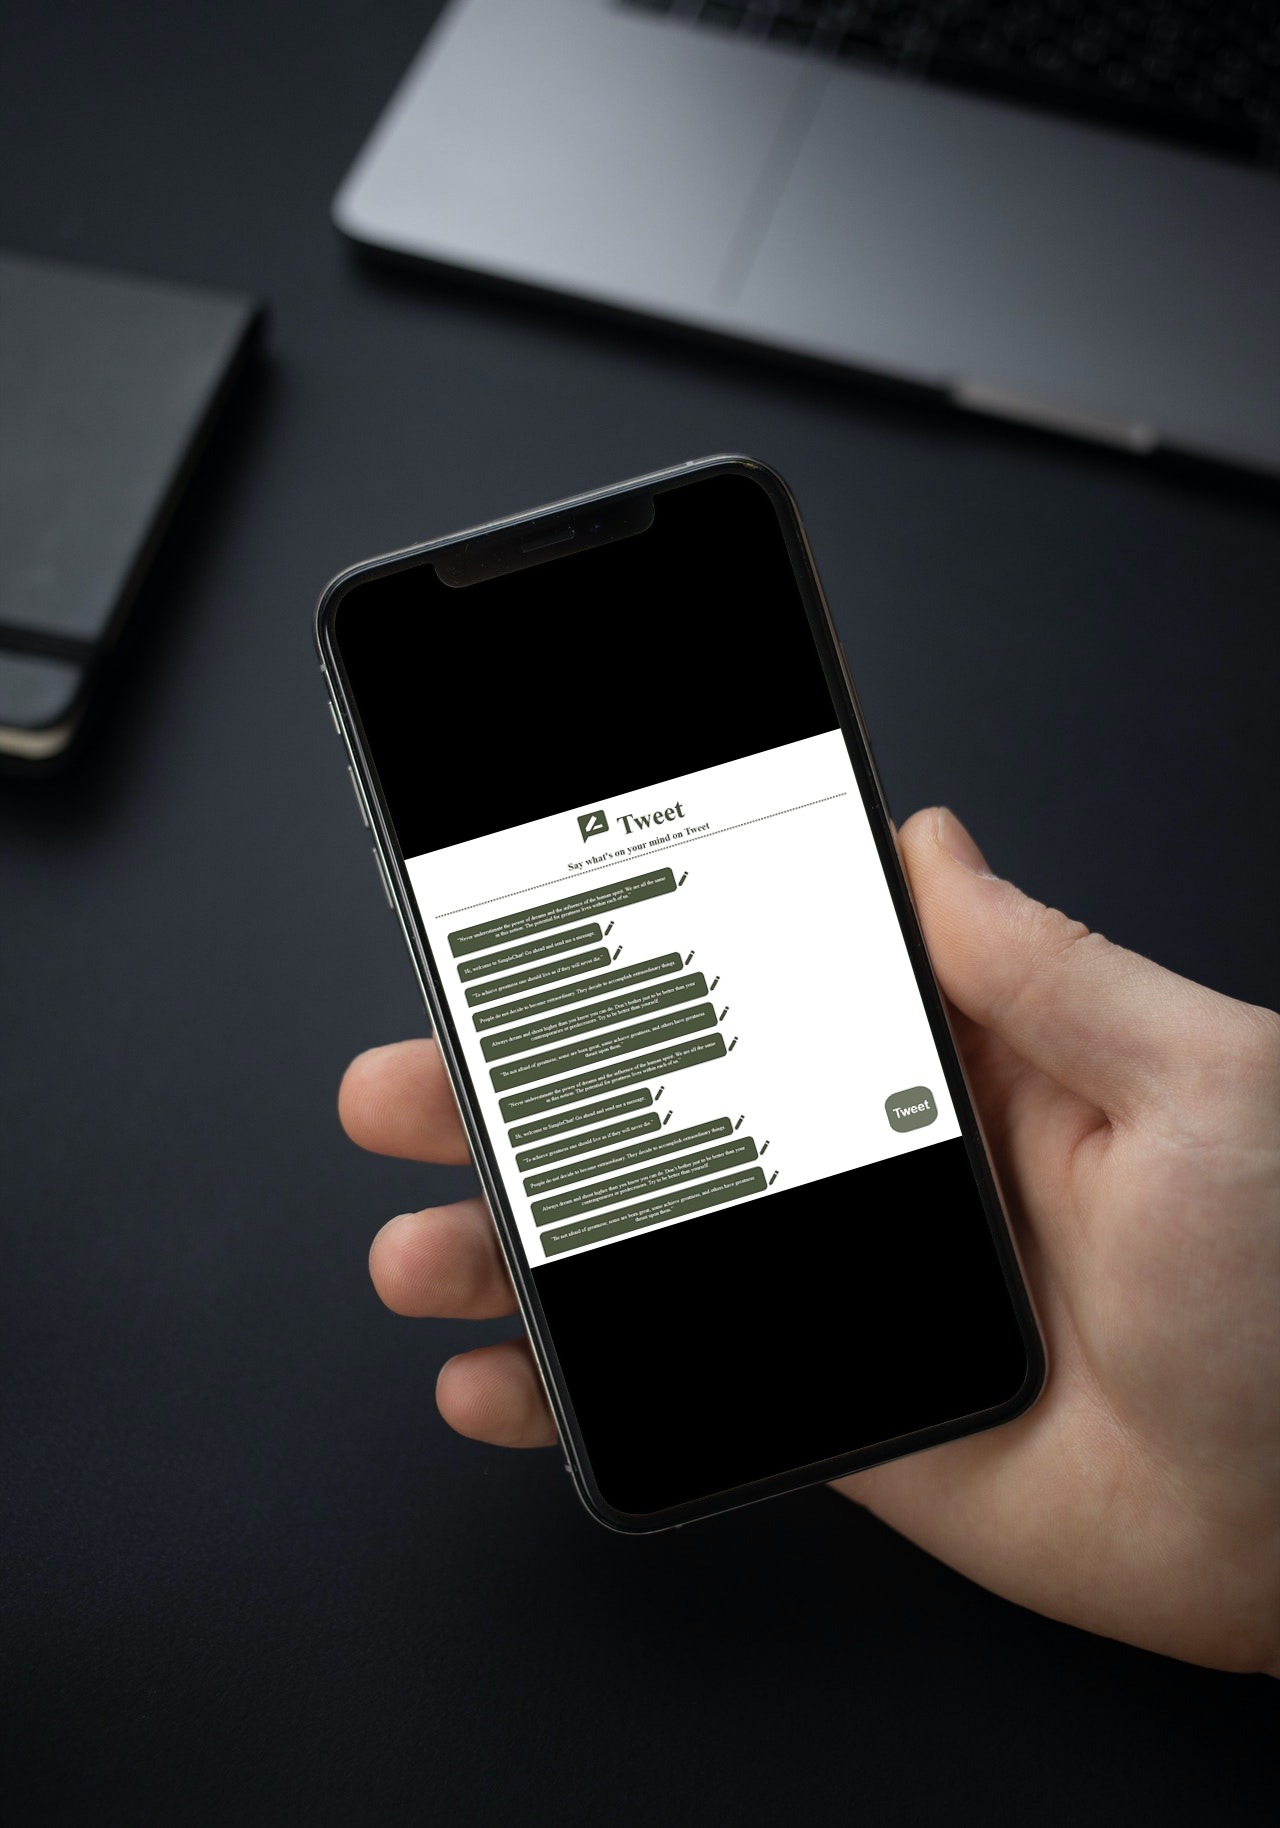 Tweet
Say what's on your mind on Tweet
"Never underestimate the power of dreams and the influence of the human spirit. We are all the same
in this notion: The potential for greatness lives within each of us."
Hi, welcome to SimpleChat! Go ahead and send me a message.
"To achieve greatness one should live as if they will never die."
People do not decide to become extraordinary. They decide to accomplish extraordinary things.
Always dream and shoot higher than you know you can do. Don't bother just to be better than your
contemporaries or predecessors. Try to be better than yourself.
"Be not afraid of greatness; some are born great, some achieve greatness, and others have greatness
thrust upon them."
"Never underestimate the power of dreams and the influence of the human spirit. We are all the same
in this notion: The potential for greatness lives within each of us."
Hi, welcome to SimpleChat! Go ahead and send me a message.
"To achieve greatness one should live as if they will never die."
People do not decide to become extraordinary. They decide to accomplish extraordinary things.
Always dream and shoot higher than you know you can do. Don't bother just to be better than your
contemporaries or predecessors. Try to be better than yourself.
"Be not afraid of greatness; some are born great, some achieve greatness, and others have greatness
thrust upon them."
Tweet